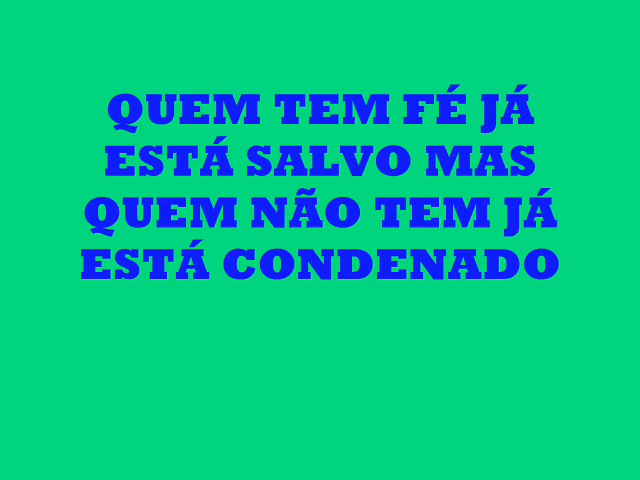 QUEM TEM FÉ JÁ
ESTÁ SALVO MAS
QUEM NÃO TEM JÁ
ESTÁ CONDENADO